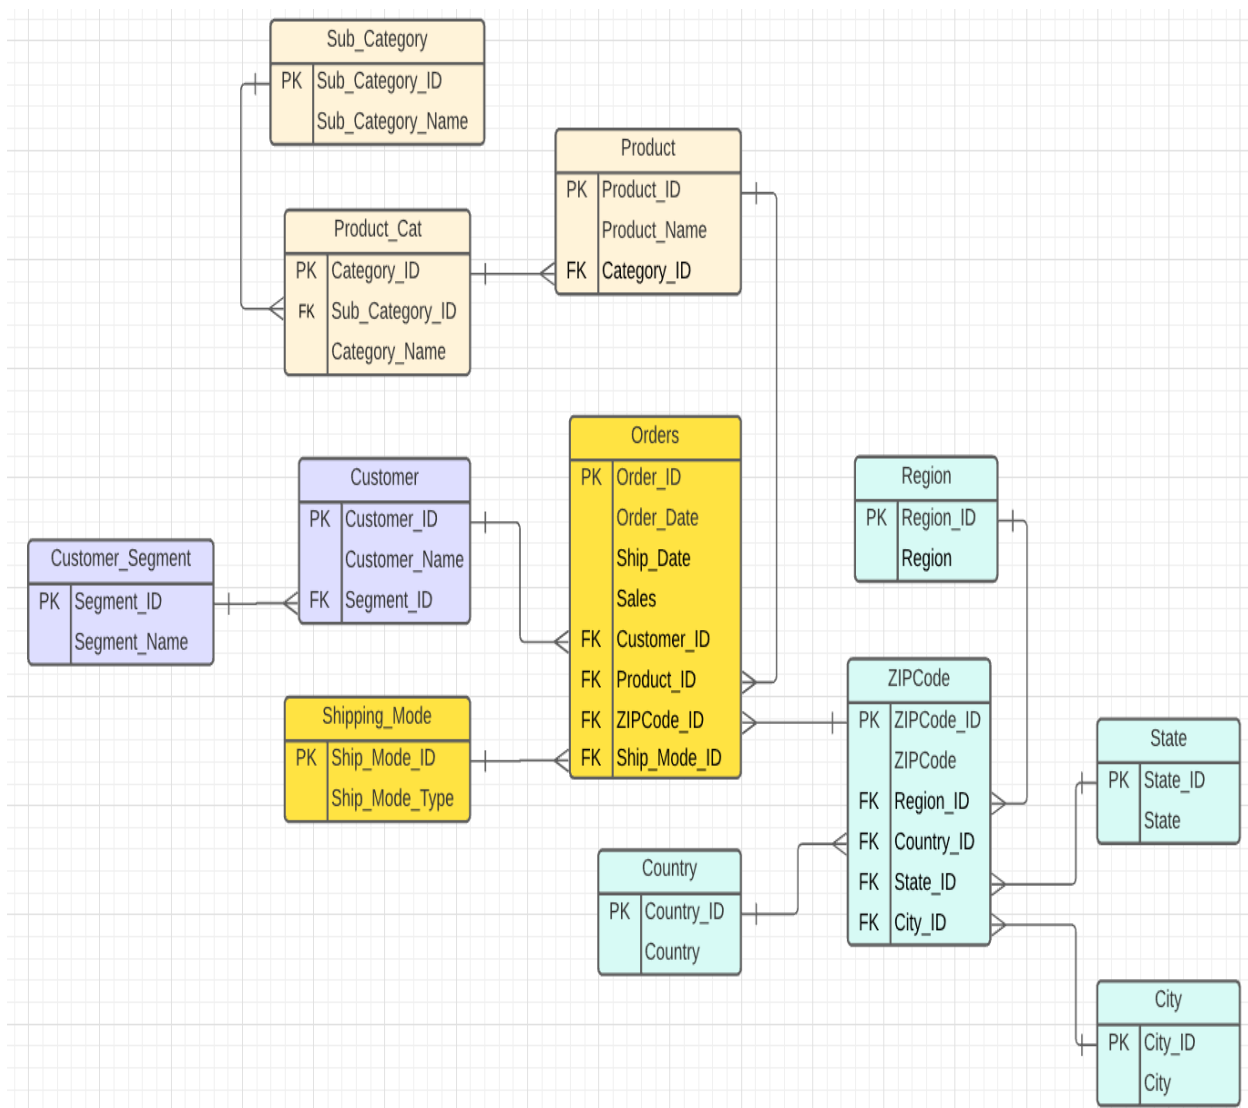 Sub_Category
PK Sub_Category_ID
Sub_Category_Name
Product
PK Product_ID
Product_Name
FK Category_ID
Product_Cat
PK Category_ID
FK Sub_Category_ID
Category_Name
Orders
PK Order_ID
Order_Date
Ship_Date
Sales
FK Customer_ID
FK Product_ID
FK ZIPCode_ID
FK Ship_Mode_ID
Customer
PK Customer_ID
Customer_Name
FK Segment_ID
Customer_Segment
PK Segment_ID
Segment_Name
Shipping_Mode
PK Ship_Mode_ID
Ship_Mode_Type
Region
PK Region_ID
Region
ZIPCode
PK ZIPCode_ID
ZIPCode
FK Region_ID
FK Country_ID
FK State_ID
FK City_ID
State
PK State_ID
State
Country
PK Country_ID
Country
City
PK City_ID
City